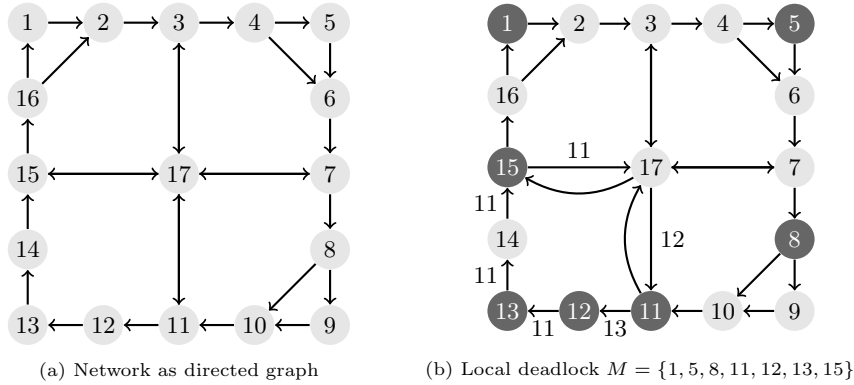 1 2 3 4 5
16 6
15 17 7
14 8
13 12 11 10 9
(a) Network as directed graph
1 2 3 4 5
16 6
15 11 17 7
11
14 12 8
11
13 12 11 10 9
11 13
(b) Local deadlock M = {1, 5, 8, 11, 12, 13, 15}